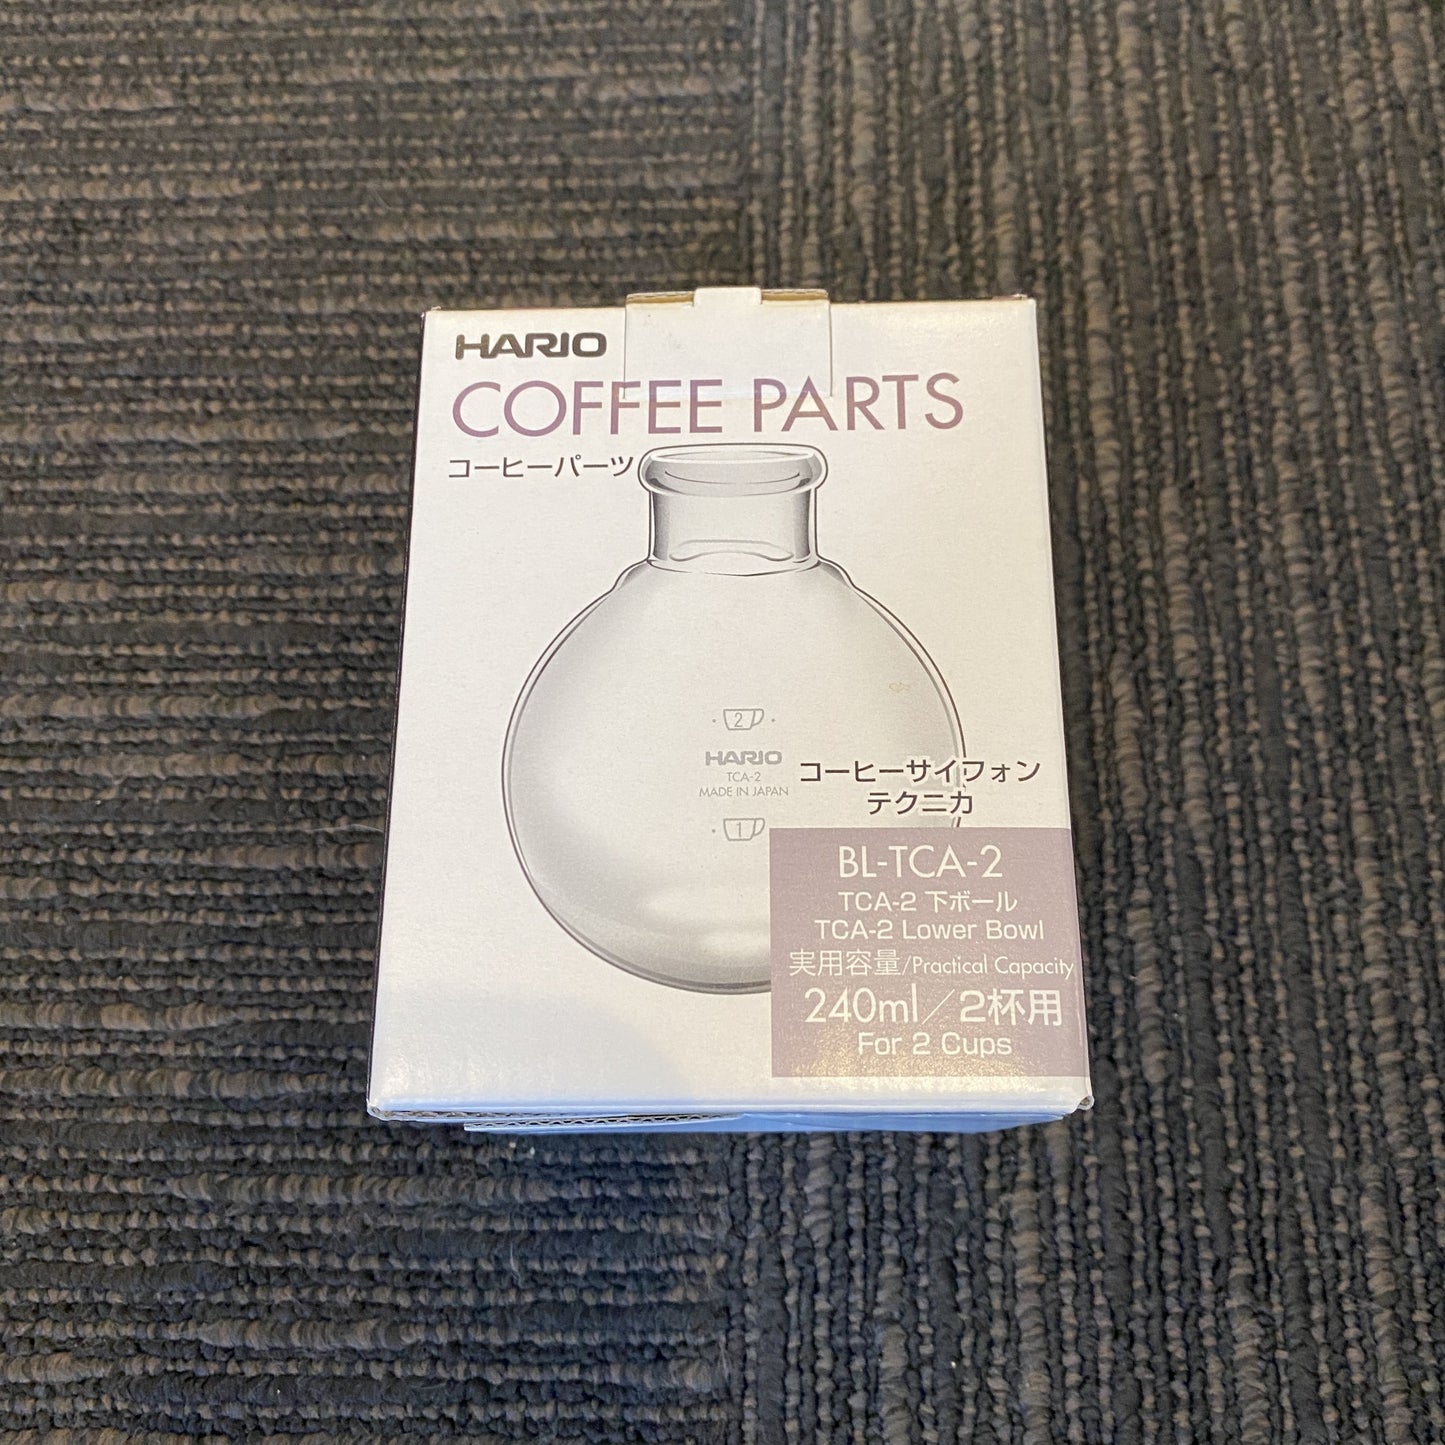 HARIO
COFFEE PARTS
コーヒーパーツ
2
HARIO
TCA-2
MADE IN JAPAN
1
コーヒーサイフォン
テクニカ
BL-TCA-2
TCA-2 下ボール
TCA-2 Lower Bowl
実用容量/Practical Capacity
240ml/2杯用
For 2 Cups